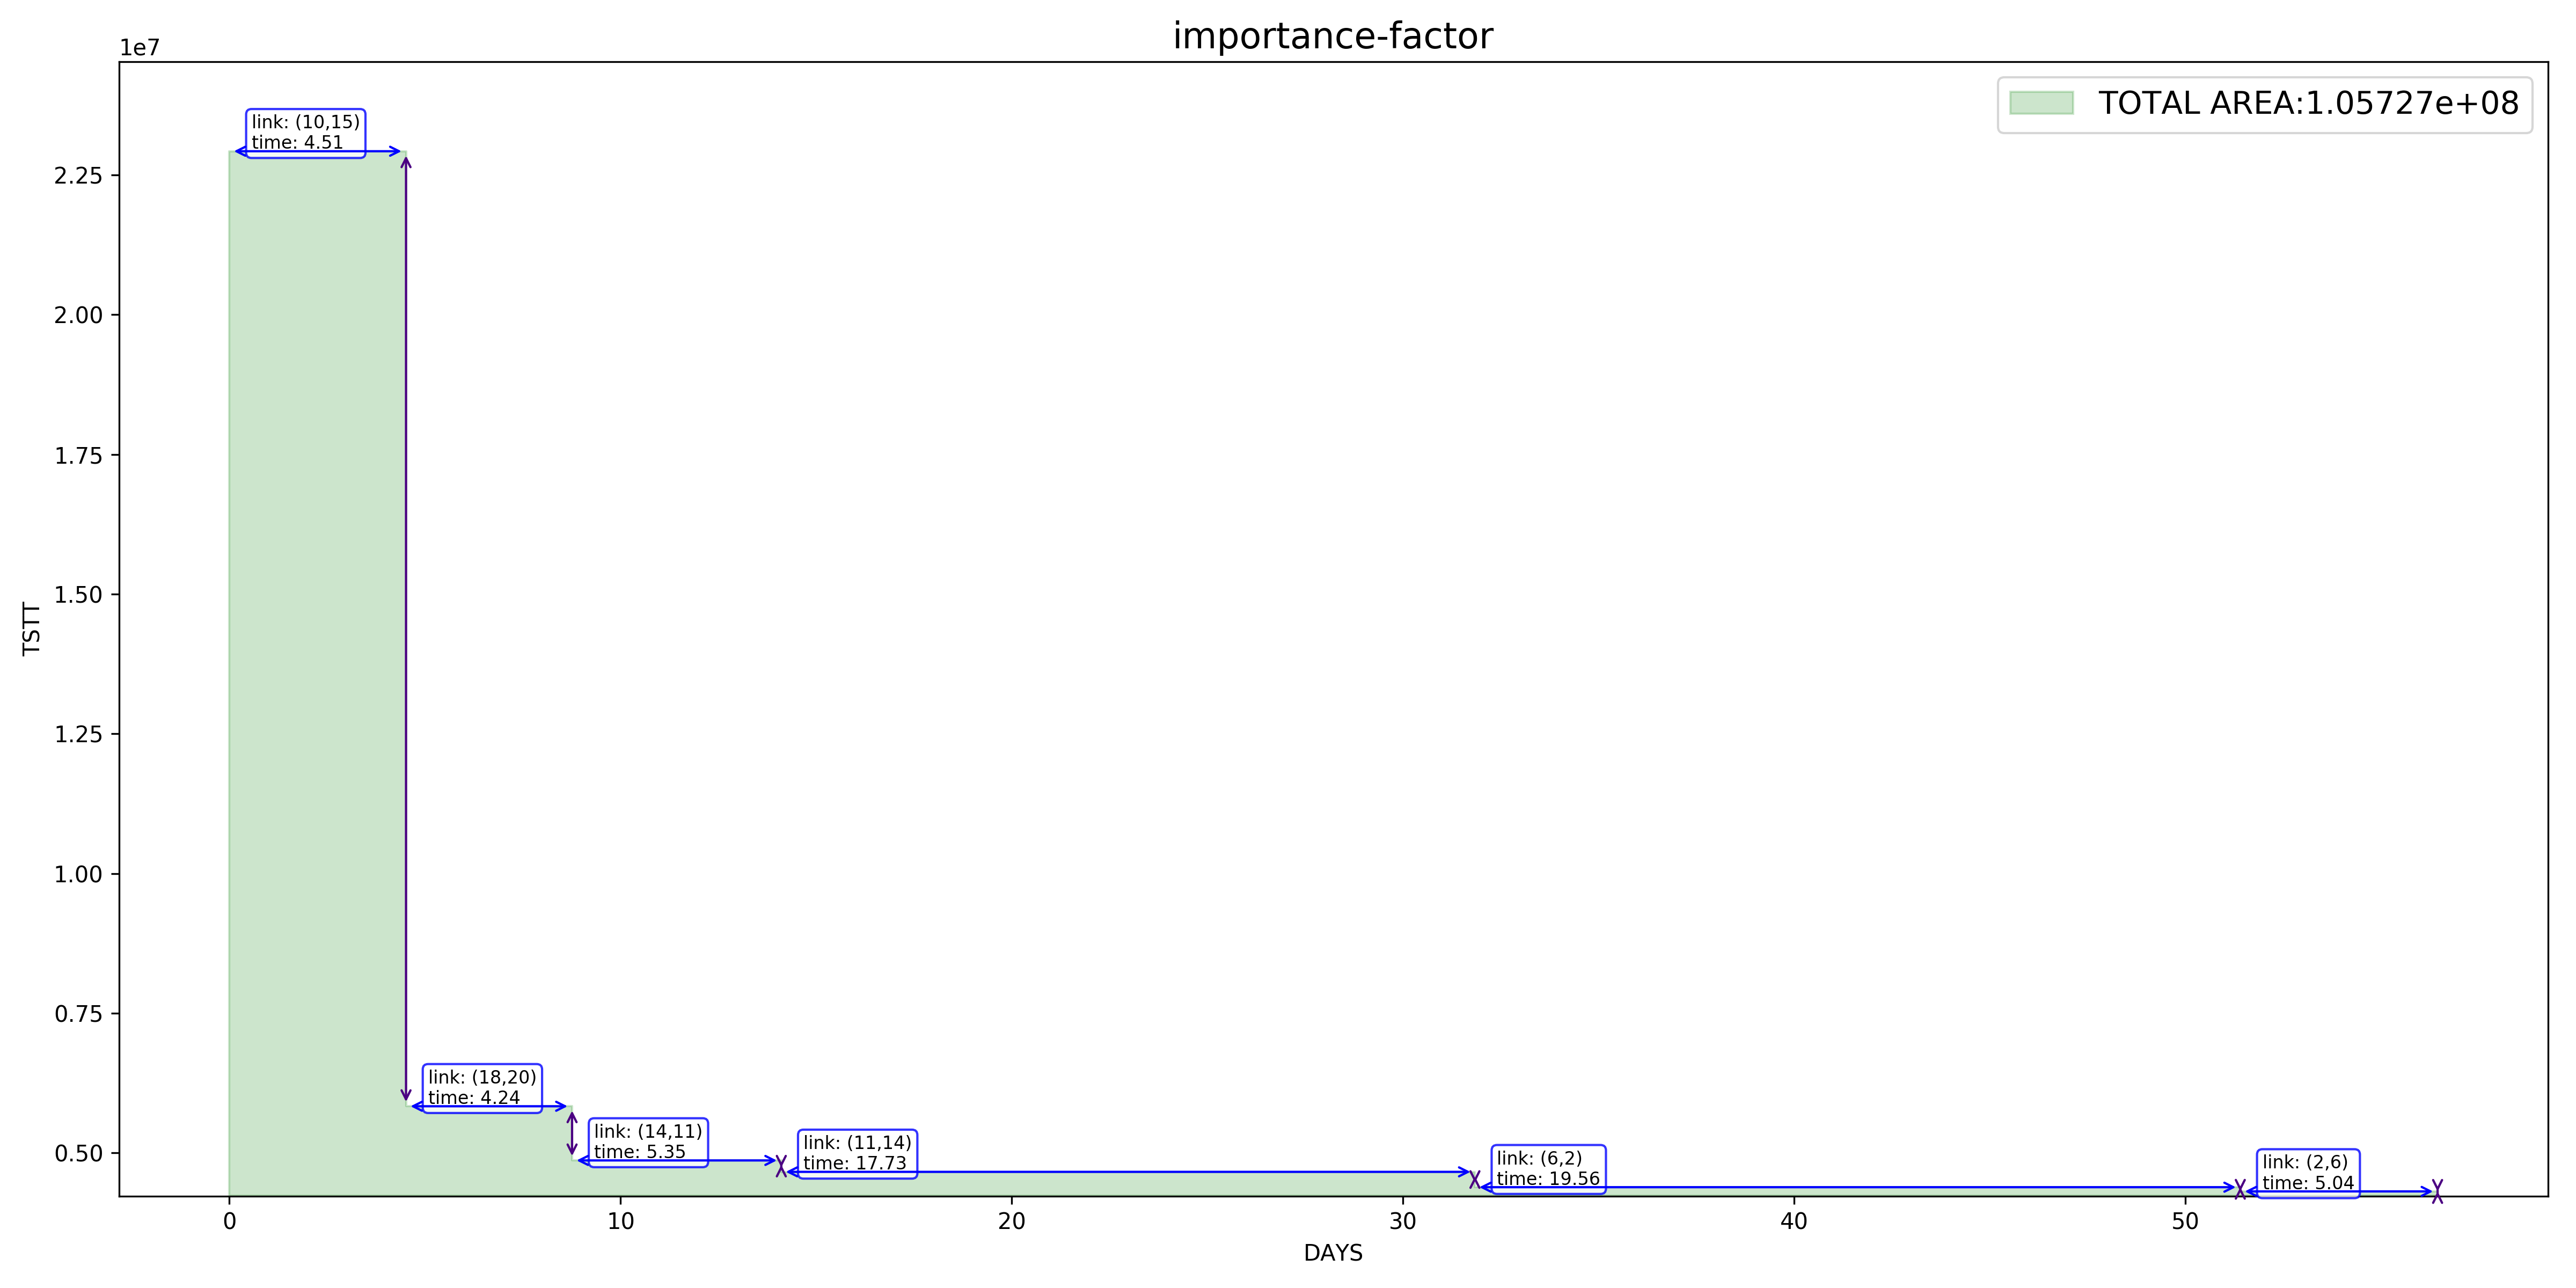 importance-factor
1e7
TOTAL AREA:1.05727e+08
link: (10,15)
time: 4.51
2.25
2.00
1.75
1.50
1.25
1.00
0.75
0.50
TSTT
link: (18,20)
time: 4.24
link: (14,11)
time: 5.35
link: (11,14)
time: 17.73
link: (6,2)
time: 19.56
link: (2,6)
time: 5.04
0
10
20
30
40
50
DAYS